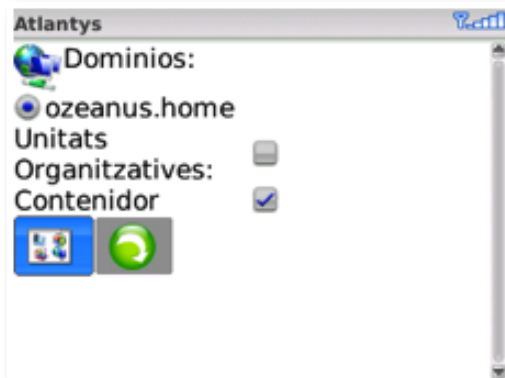 Atlantys
Dominios:
ozeanus.home
Unitats
Organitzatives:
Contenidor